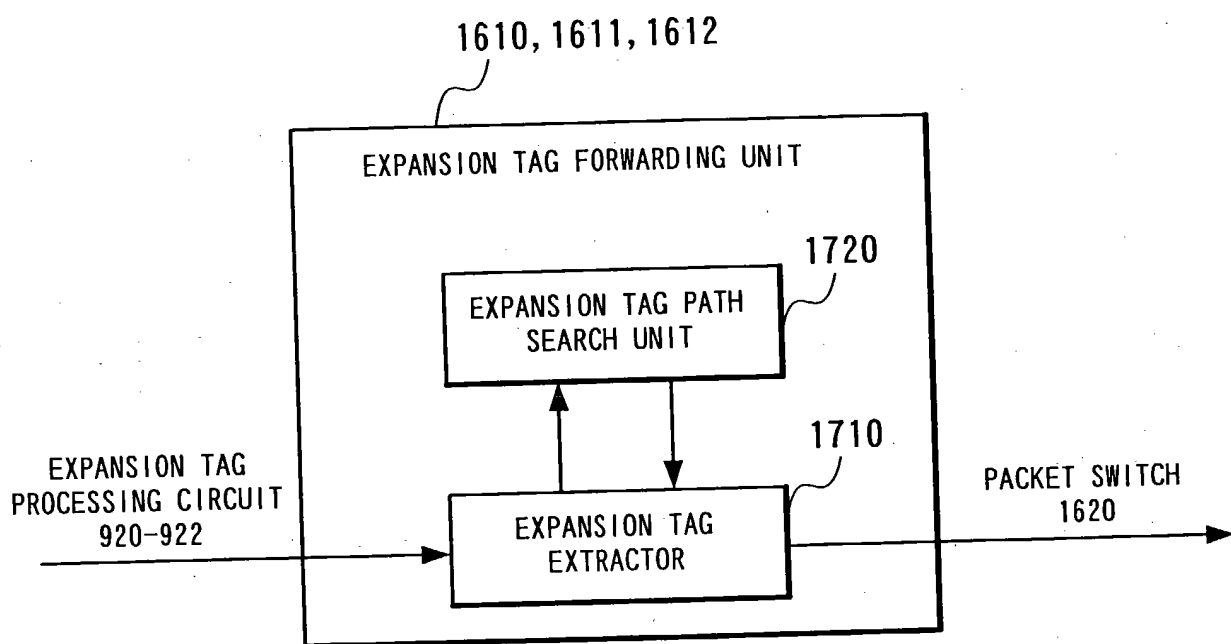 1610, 1611, 1612
EXPANSION TAG FORWARDING UNIT
1720
EXPANSION TAG PATH
SEARCH UNIT
1710
EXPANSION TAG
PROCESSING CIRCUIT
920-922
EXPANSION TAG
EXTRACTOR
PACKET SWITCH
1620